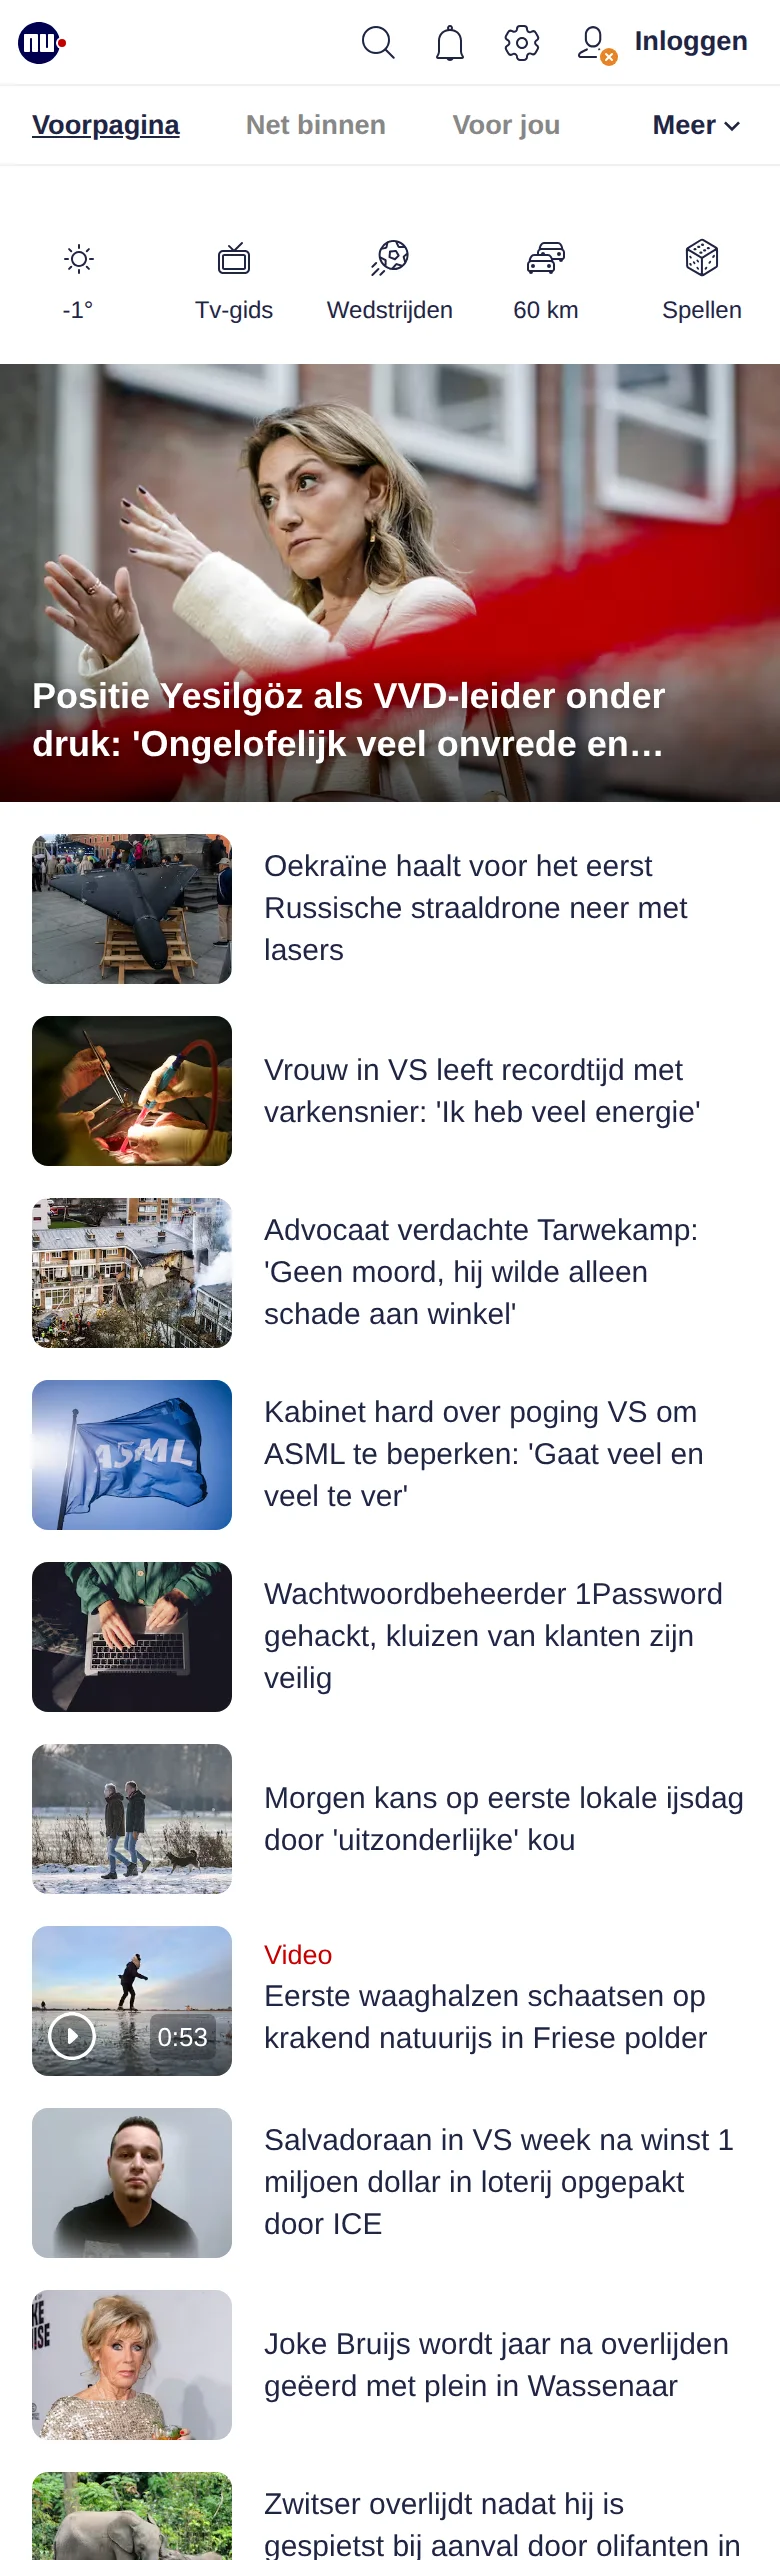 nu
Inloggen
Voorpagina
Net binnen
Voor jou
Meer
-1°
Tv-gids
Wedstrijden
60 km
Spellen
Positie Yesilgöz als VVD-leider onder
druk: 'Ongelofelijk veel onvrede en…
Oekraïne haalt voor het eerst
Russische straaldrone neer met
lasers
Vrouw in VS leeft recordtijd met
varkensnier: 'Ik heb veel energie'
Advocaat verdachte Tarwekamp:
'Geen moord, hij wilde alleen
schade aan winkel'
ASML
Kabinet hard over poging VS om
ASML te beperken: 'Gaat veel en
veel te ver'
Wachtwoordbeheerder 1Password
gehackt, kluizen van klanten zijn
veilig
Morgen kans op eerste lokale ijsdag
door 'uitzonderlijke' kou
0:53
Video
Eerste waaghalzen schaatsen op
krakend natuurijs in Friese polder
Salvadoraan in VS week na winst 1
miljoen dollar in loterij opgepakt
door ICE
Joke Bruijs wordt jaar na overlijden
geëerd met plein in Wassenaar
Zwitser overlijdt nadat hij is
gespietst bij aanval door olifanten in